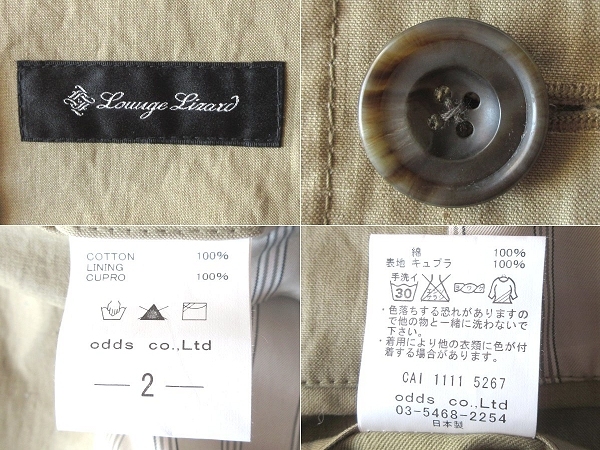 Lounge Lizard
COTTON 100%
LINING
CUPRO 100%
odds co.,Ltd
2
綿 100%
表地 キュプラ 100%
手洗イ
30
・色落ちする恐れがありますの
で他の物と一緒に洗わないで
下さい。
・着用により他の衣類に色が付
着する場合があります。
CAI 1111 5267
odds co.,Ltd
03-5468-2254
日本製